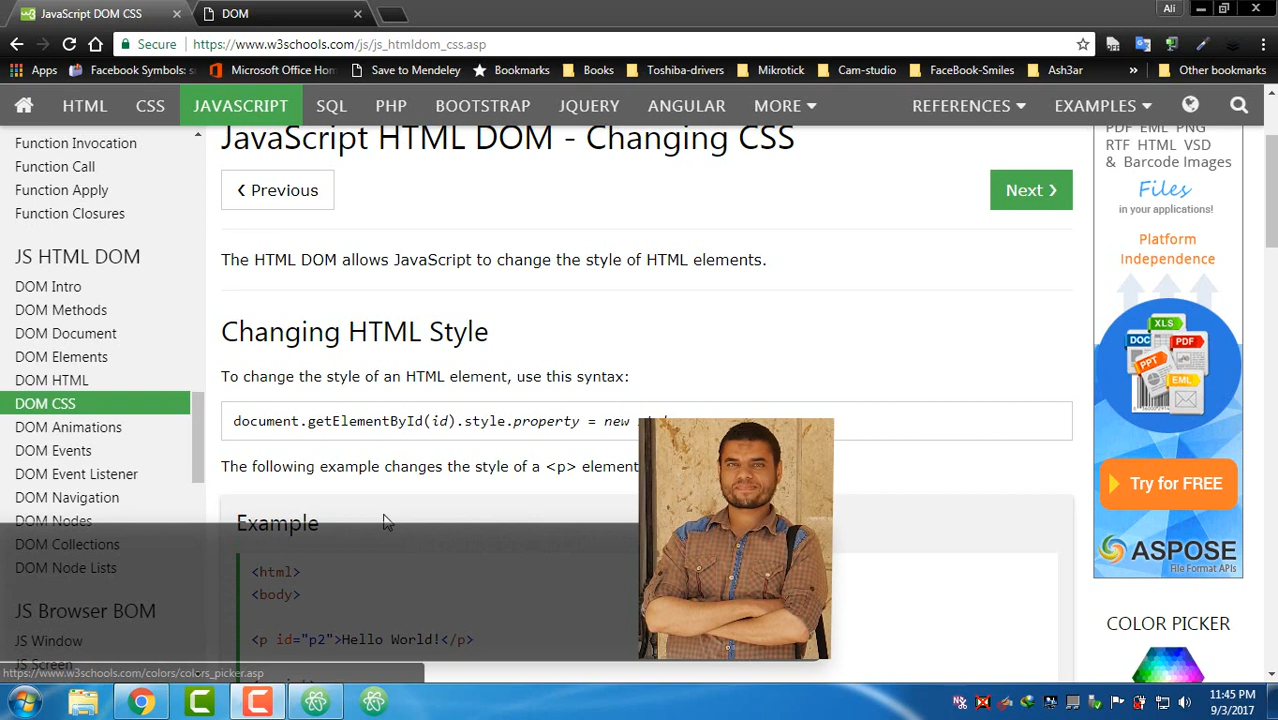 JavaScript DOM CSS
DOM
Ali
Secure
https://www.w3schools.com/js/js_htmldom_css.asp
Apps
Facebook Symbols: s
Microsoft Office Hom
Save to Mendeley
Bookmarks
Books
Toshiba-drivers
Mikrotick
Cam-studio
FaceBook-Smiles
Ash3ar
»
Other bookmarks
HTML
CSS
JAVASCRIPT
SQL
PHP
BOOTSTRAP
JQUERY
ANGULAR
MORE
REFERENCES
EXAMPLES
Function Invocation
Function Call
Function Apply
Function Closures
JS HTML DOM
DOM Intro
DOM Methods
DOM Document
DOM Elements
DOM HTML
DOM CSS
DOM Animations
DOM Events
DOM Event Listener
DOM Navigation
DOM Nodes
DOM Collections
DOM Node Lists
JS Browser BOM
JS Window
JS Screen
JavaScript HTML DOM - Changing CSS
❮ Previous
Next ❯
The HTML DOM allows JavaScript to change the style of HTML elements.
Changing HTML Style
To change the style of an HTML element, use this syntax:
document.getElementById(id).style.property = new
The following example changes the style of a <p> element
Example
<html>
<body>
<p id="p2">Hello World!</p>
PDF EML PNG
RTF HTML VSD
& Barcode Images
Files
in your applications!
Platform
Independence
XLS
DOC
PDF
PPT
EML
Try for FREE
ASPOSE
File Format APIs
COLOR PICKER
https://www.w3schools.com/colors/colors_picker.asp
11:45 PM
9/3/2017